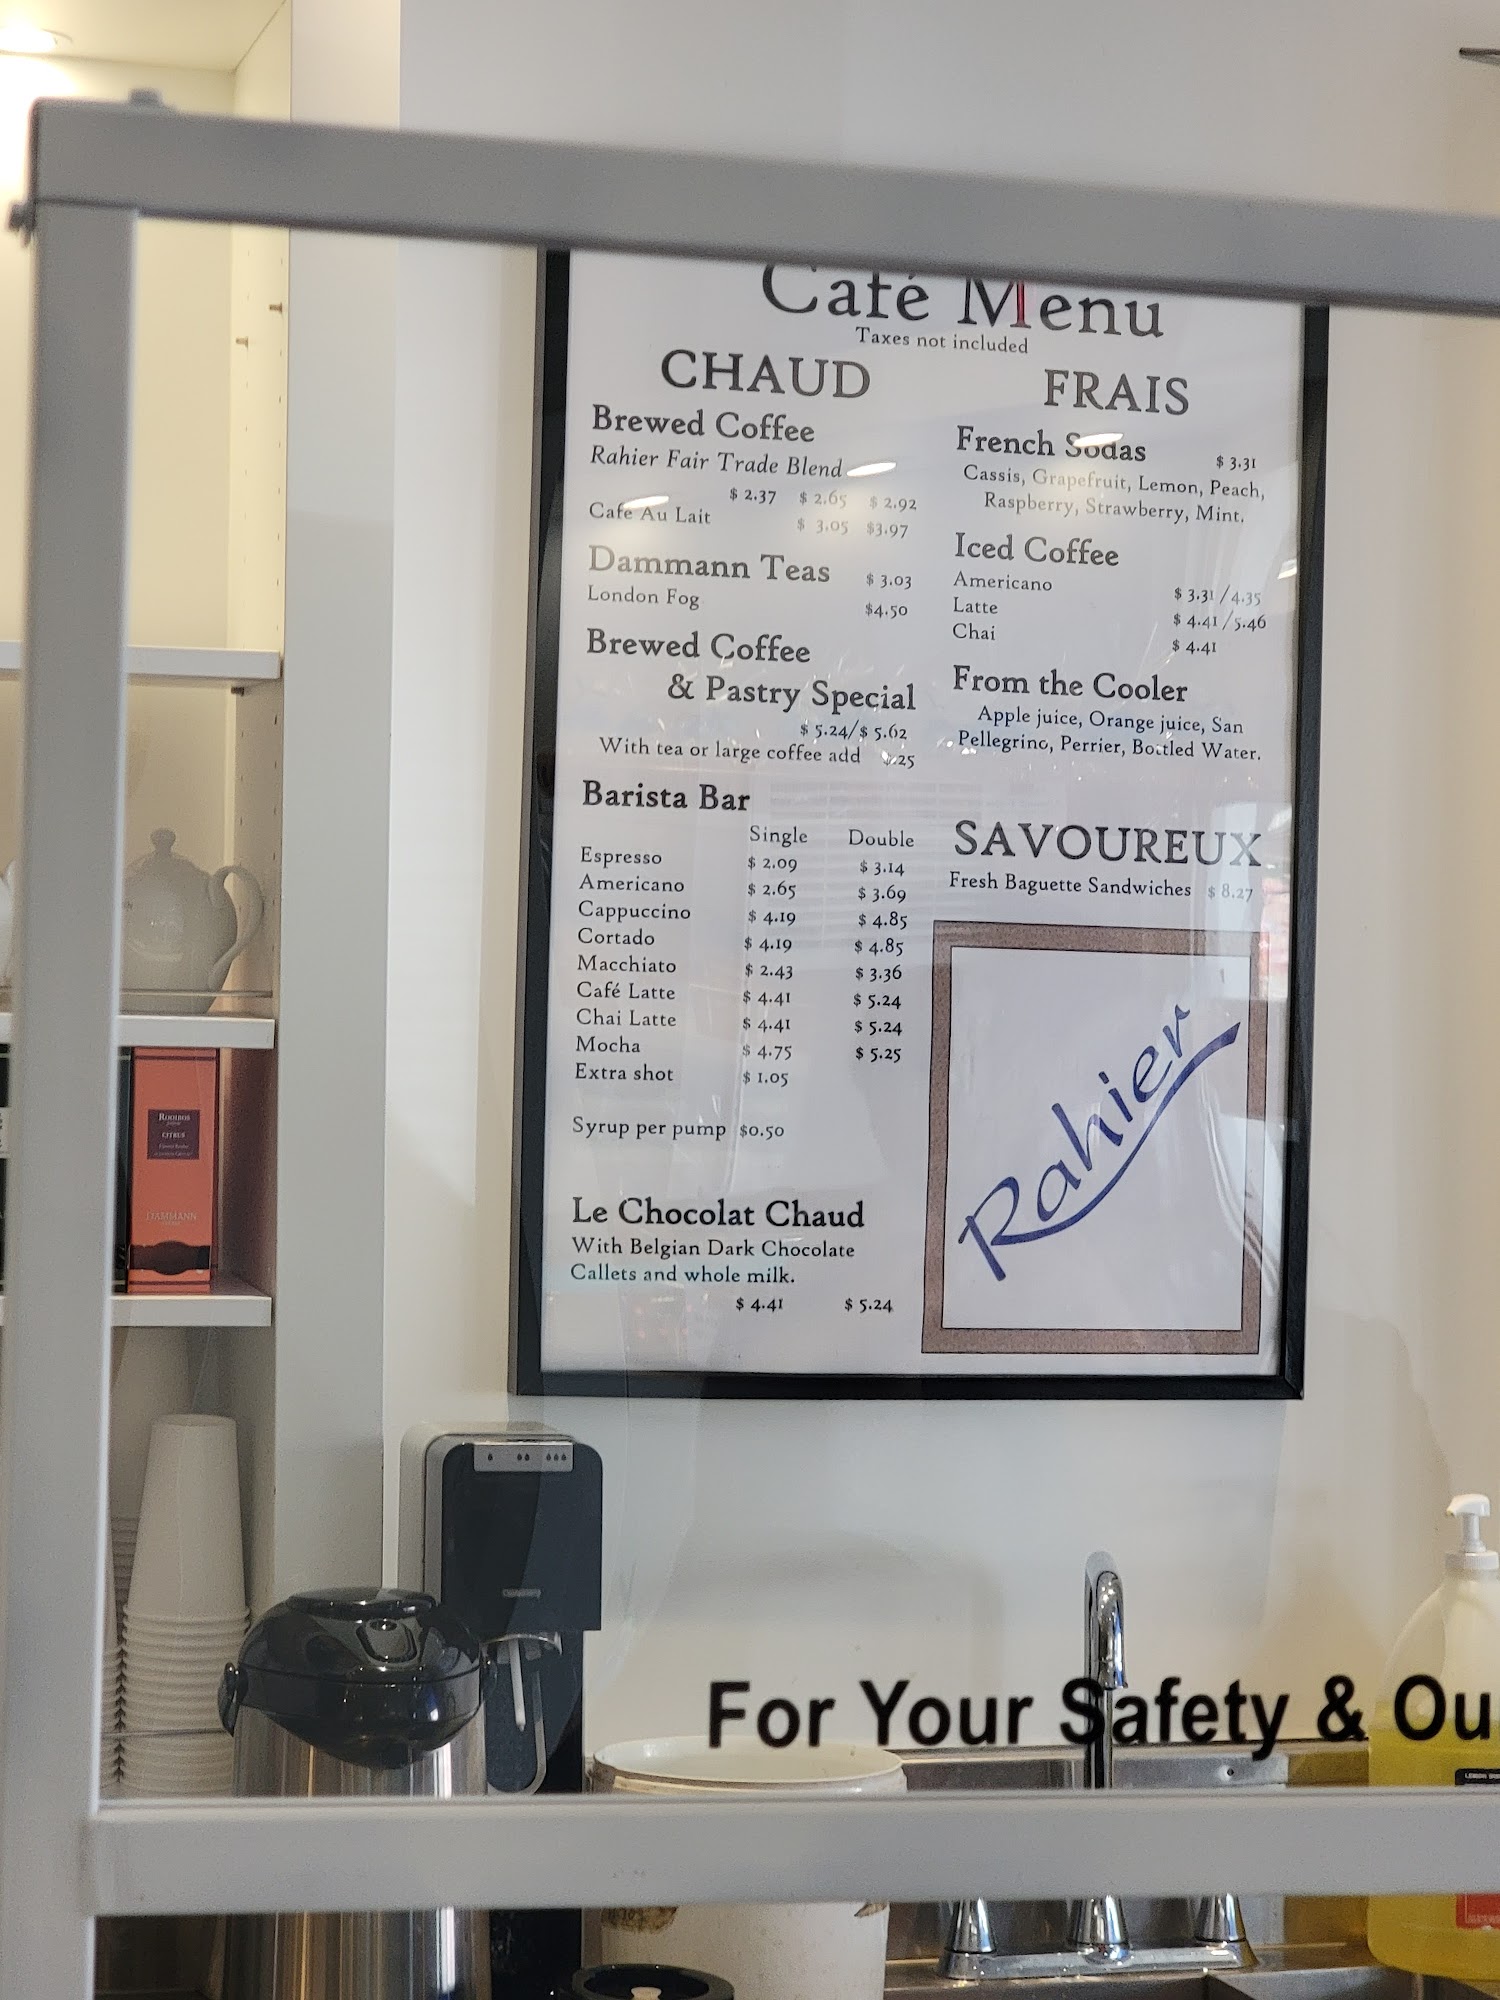 Café Menu
Taxes not included
CHAUD
Brewed Coffee
Rahier Fair Trade Blend
$ 2.37 $ 2.65 $ 2.92
Cafe Au Lait $ 3.05 $3.97
Dammann Teas $ 3.03
London Fog $4.50
Brewed Coffee
& Pastry Special
$ 5.24/$ 5.62
With tea or large coffee add .25
Barista Bar
Single Double
Espresso $ 2.09 $ 3.14
Americano $ 2.65 $ 3.69
Cappuccino $ 4.19 $ 4.85
Cortado $ 4.19 $ 4.85
Macchiato $ 2.43 $ 3.36
Café Latte $ 4.41 $ 5.24
Chai Latte $ 4.41 $ 5.24
Mocha $ 4.75 $ 5.25
Extra shot $ 1.05
Syrup per pump $0.50
Le Chocolat Chaud
With Belgian Dark Chocolate
Callets and whole milk.
$ 4.41 $ 5.24
FRAIS
French Sodas $ 3.31
Cassis, Grapefruit, Lemon, Peach,
Raspberry, Strawberry, Mint.
Iced Coffee
Americano $ 3.31 / 4.35
Latte $ 4.41 / 5.46
Chai $ 4.41
From the Cooler
Apple juice, Orange juice, San
Pellegrino, Perrier, Bottled Water.
SAVOUREUX
Fresh Baguette Sandwiches $ 8.27
Rahier
ROOIBOS
CITRUS
DAMMANN
For Your Safety & Ou